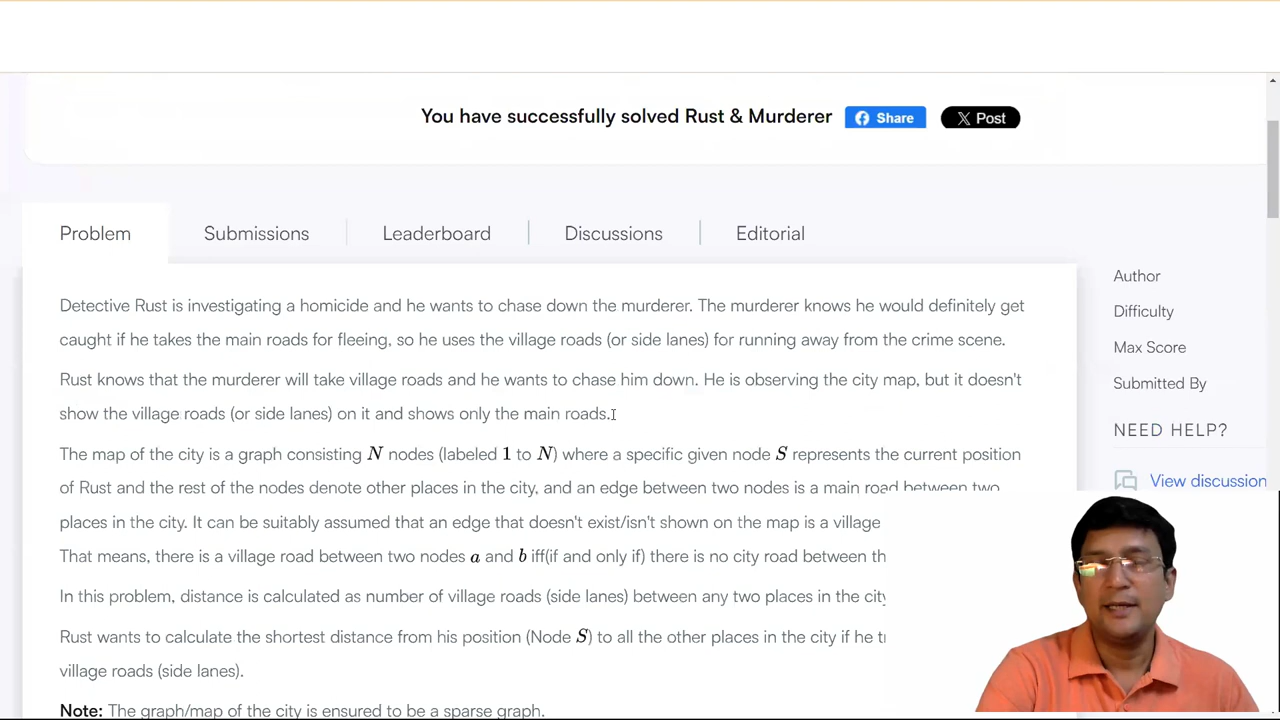 You have successfully solved Rust & Murderer
Share
Post
Problem
Submissions
Leaderboard
Discussions
Editorial
Detective Rust is investigating a homicide and he wants to chase down the murderer. The murderer knows he would definitely get
caught if he takes the main roads for fleeing, so he uses the village roads (or side lanes) for running away from the crime scene.
Rust knows that the murderer will take village roads and he wants to chase him down. He is observing the city map, but it doesn't
show the village roads (or side lanes) on it and shows only the main roads.
The map of the city is a graph consisting N nodes (labeled 1 to N) where a specific given node S represents the current position
of Rust and the rest of the nodes denote other places in the city, and an edge between two nodes is a main road between two
places in the city. It can be suitably assumed that an edge that doesn't exist/isn't shown on the map is a village
That means, there is a village road between two nodes a and b iff(if and only if) there is no city road between
In this problem, distance is calculated as number of village roads (side lanes) between any two places in the city
Rust wants to calculate the shortest distance from his position (Node S) to all the other places in the city if he
village roads (side lanes).
Note: The graph/map of the city is ensured to be a sparse graph.
Author
Difficulty
Max Score
Submitted By
NEED HELP?
View discussion